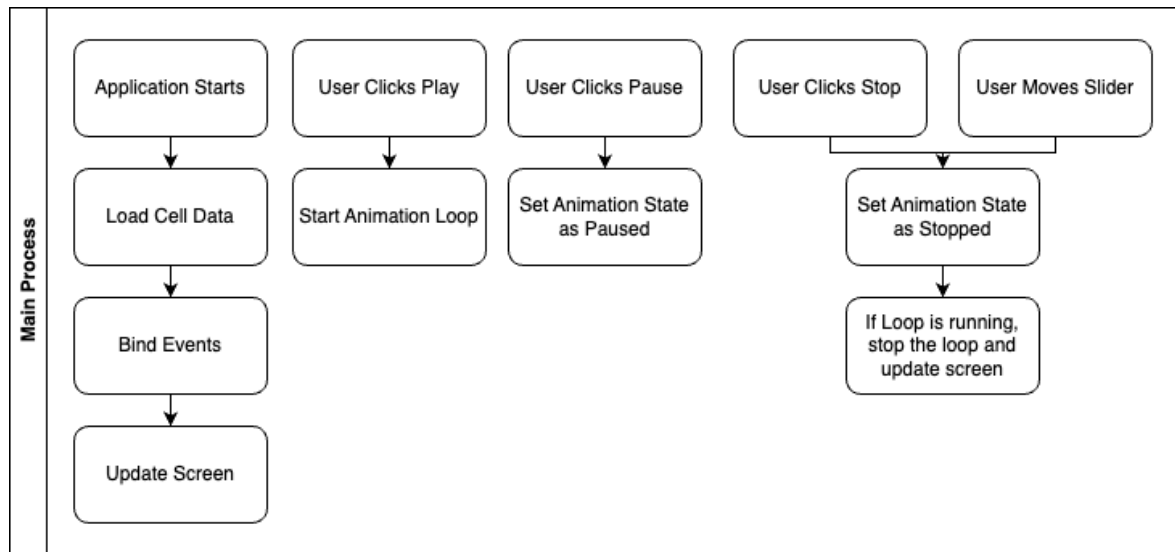 Main Process
Application Starts
User Clicks Play
User Clicks Pause
User Clicks Stop
User Moves Slider
Load Cell Data
Start Animation Loop
Set Animation State
as Paused
Set Animation State
as Stopped
Bind Events
If Loop is running,
stop the loop and
update screen
Update Screen